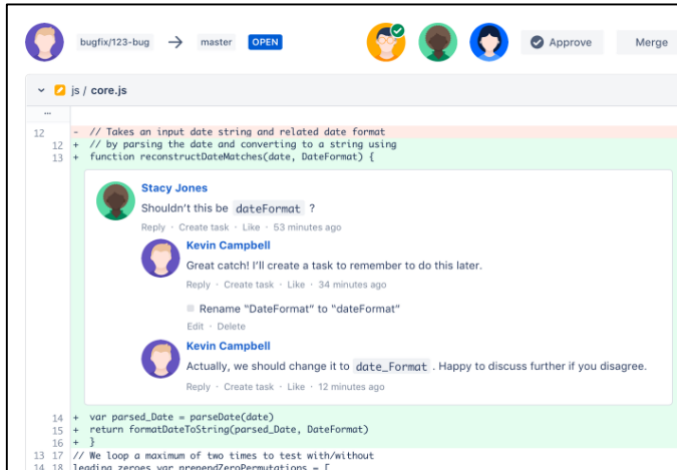 bugfix/123-bug → master OPEN Approve Merge
js / core.js
...
12 - // Takes an input date string and related date format
12 + // by parsing the date and converting to a string using
13 + function reconstructDateMatches(date, DateFormat) {
Stacy Jones
Shouldn't this be dateFormat ?
Reply · Create task · Like · 53 minutes ago
Kevin Campbell
Great catch! I'll create a task to remember to do this later.
Reply · Create task · Like · 34 minutes ago
Rename "DateFormat" to "dateFormat"
Edit · Delete
Kevin Campbell
Actually, we should change it to date_Format . Happy to discuss further if you disagree.
Reply · Create task · Like · 12 minutes ago
14 + var parsed_Date = parseDate(date)
15 + return formatDateToString(parsed_Date, DateFormat)
16 + }
13 17 // We loop a maximum of two times to test with/without
14 18 leading zeroes var prependZeroPermutations = [